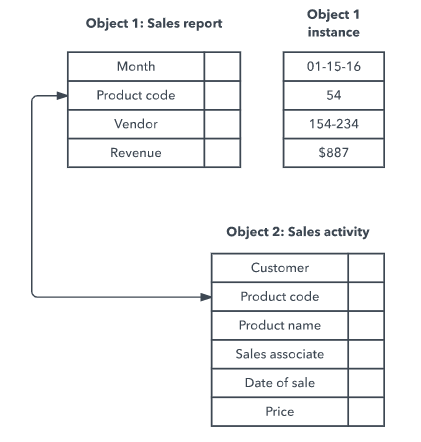 Object 1: Sales report
Object 1
instance
Month
01-15-16
Product code
54
Vendor
154-234
Revenue
$887
Object 2: Sales activity
Customer
Product code
Product name
Sales associate
Date of sale
Price